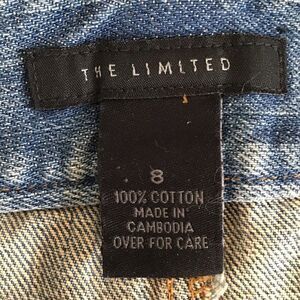 THE LIMITED
8
100% COTTON
MADE IN
CAMBODIA
OVER FOR CARE